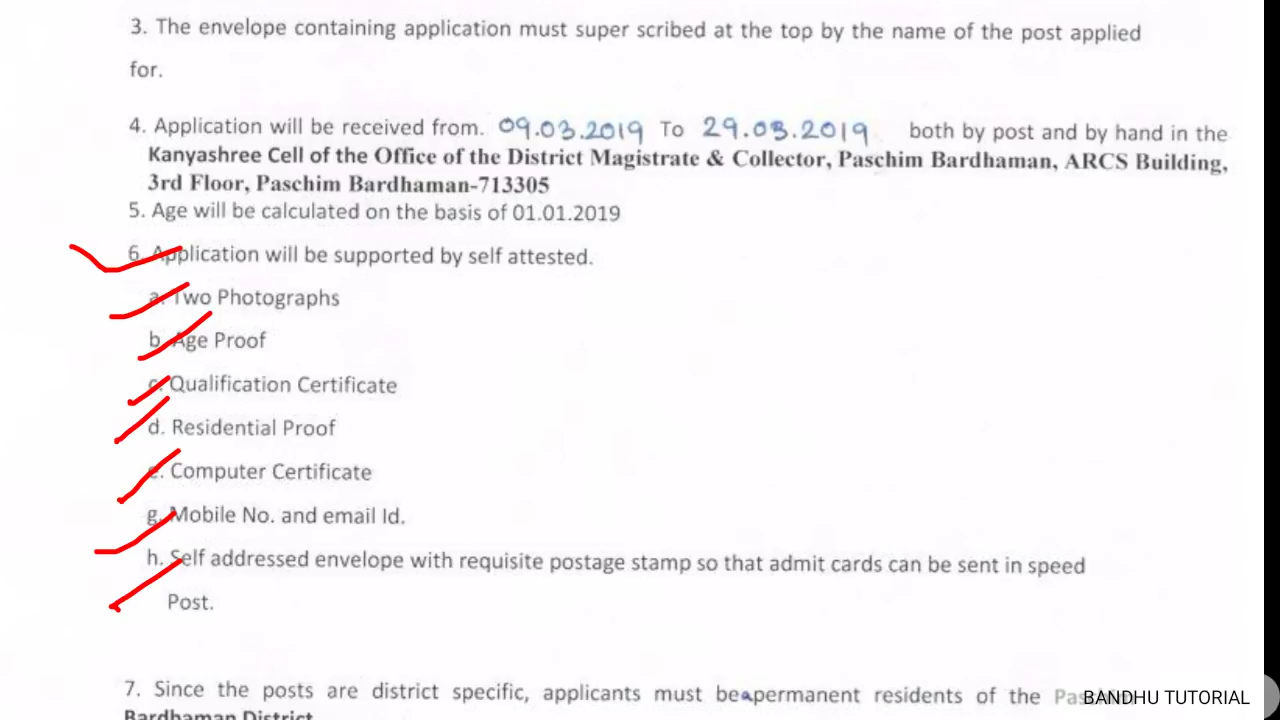 3. The envelope containing application must super scribed at the top by the name of the post applied
for.
4. Application will be received from. 09.03.2019 To 29.03.2019 both by post and by hand in the
Kanyashree Cell of the Office of the District Magistrate & Collector, Paschim Bardhaman, ARCS Building,
3rd Floor, Paschim Bardhaman-713305
5. Age will be calculated on the basis of 01.01.2019
6. Application will be supported by self attested.
a. Two Photographs
b. Age Proof
c. Qualification Certificate
d. Residential Proof
e. Computer Certificate
g. Mobile No. and email Id.
h. Self addressed envelope with requisite postage stamp so that admit cards can be sent in speed
Post.
7. Since the posts are district specific, applicants must be a permanent residents of the
Bardhaman District
BANDHU TUTORIAL